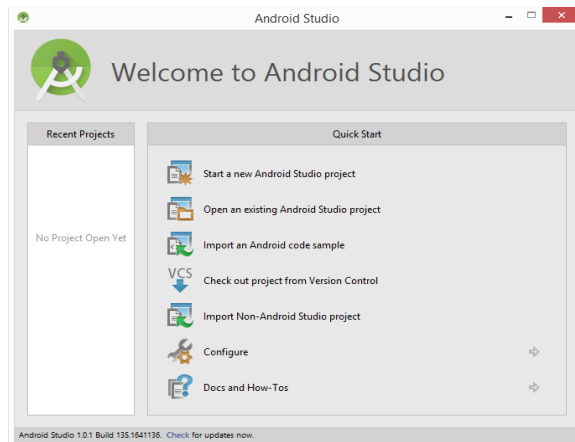 Android Studio
Welcome to Android Studio
Recent Projects
No Project Open Yet
Quick Start
Start a new Android Studio project
Open an existing Android Studio project
Import an Android code sample
VCS
Check out project from Version Control
Import Non-Android Studio project
Configure
Docs and How-Tos
Android Studio 1.0.1 Build 135.1641136. Check for updates now.